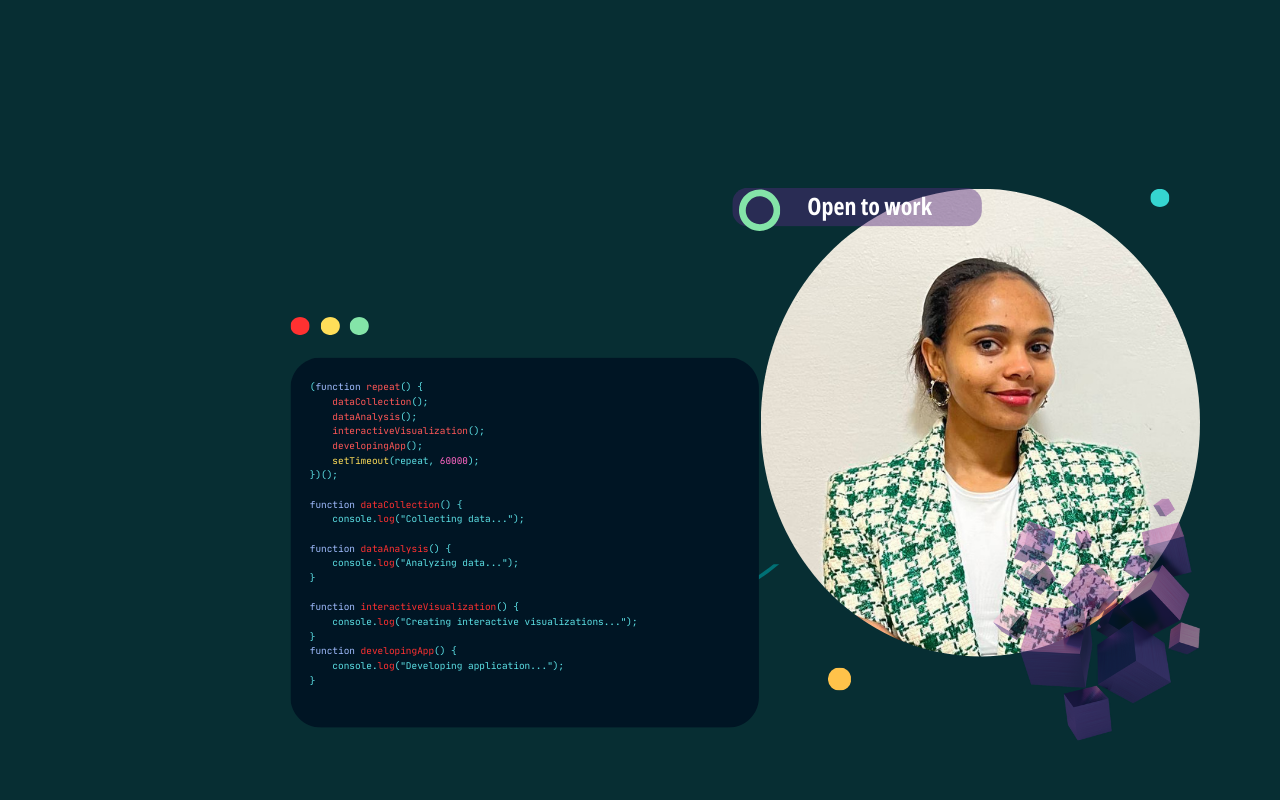 Open to work
(function repeat() {
    dataCollection();
    dataAnalysis();
    interactiveVisualization();
    developingApp();
    setTimeout(repeat, 60000);
})();

function dataCollection() {
    console.log("Collecting data...");

function dataAnalysis() {
    console.log("Analyzing data...");
}

function interactiveVisualization() {
    console.log("Creating interactive visualizations...");
}
function developingApp() {
    console.log("Developing application...");
}